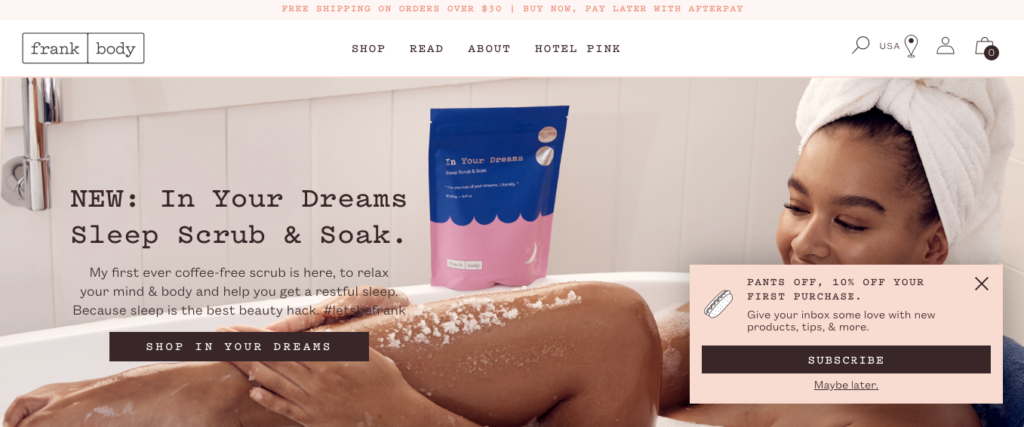 FREE SHIPPING ON ORDERS OVER $30 | BUY NOW, PAY LATER WITH AFTERPAY
frank body
SHOP READ ABOUT HOTEL PINK
USA
0
In Your Dreams
Sleep Scrub & Soak
frank body
NEW: In Your Dreams
Sleep Scrub & Soak.
My first ever coffee-free scrub is here, to relax
your mind & body and help you get a restful sleep.
Because sleep is the best beauty hack. #letsbefrank
SHOP IN YOUR DREAMS
PANTS OFF, 10% OFF YOUR
FIRST PURCHASE.
Give your inbox some love with new
products, tips, & more.
SUBSCRIBE
Maybe later.